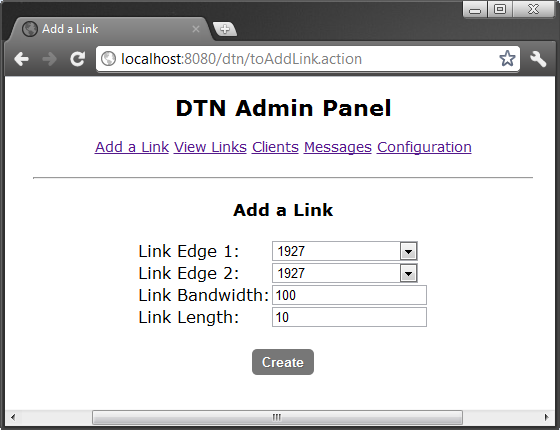 Add a Link
localhost:8080/dtn/toAddLink.action
DTN Admin Panel
Add a Link View Links Clients Messages Configuration
Add a Link
Link Edge 1: 1927
Link Edge 2: 1927
Link Bandwidth: 100
Link Length: 10
Create